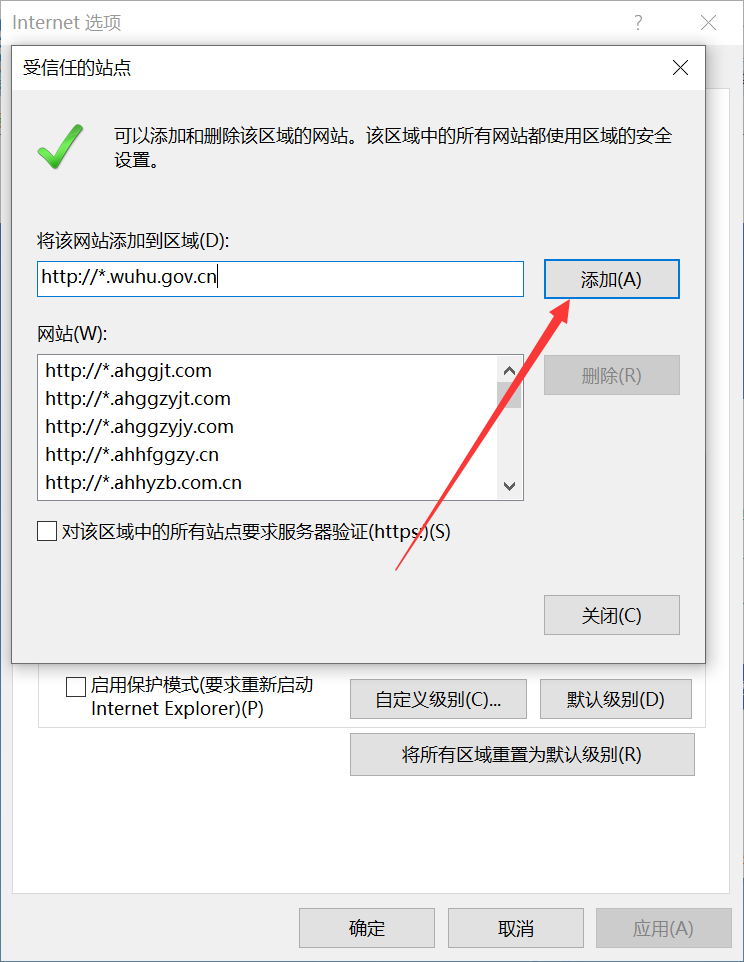 Internet 选项
?
受信任的站点
可以添加和删除该区域的网站。该区域中的所有网站都使用区域的安全
设置。
将该网站添加到区域(D):
http://*.wuhu.gov.cn
添加(A)
网站(W):
http://*.ahggjt.com
http://*.ahggzyjt.com
http://*.ahggzyjy.com
http://*.ahhfggzy.cn
http://*.ahhyzb.com.cn
删除(R)
对该区域中的所有站点要求服务器验证(https:)(S)
关闭(C)
启用保护模式(要求重新启动
Internet Explorer)(P)
自定义级别(C)...
默认级别(D)
将所有区域重置为默认级别(R)
确定
取消
应用(A)